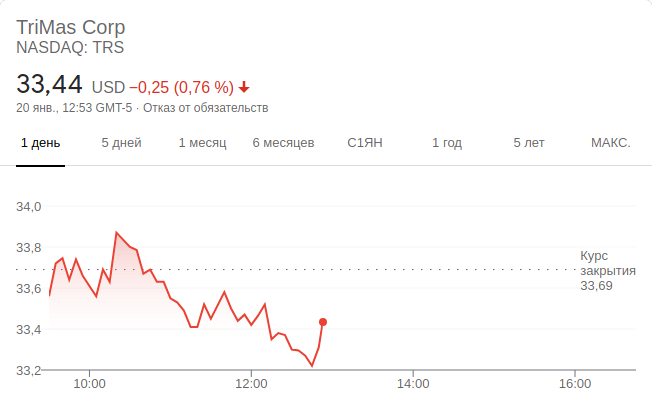 TriMas Corp
NASDAQ: TRS
33,44 USD −0,25 (0,76 %)
20 янв., 12:53 GMT-5 · Отказ от обязательств
1 день 5 дней 1 месяц 6 месяцев С1ЯН 1 год 5 лет МАКС.
34,0
33,8
Курс
закрытия
33,69
33,6
33,4
33,2
10:00 12:00 14:00 16:00